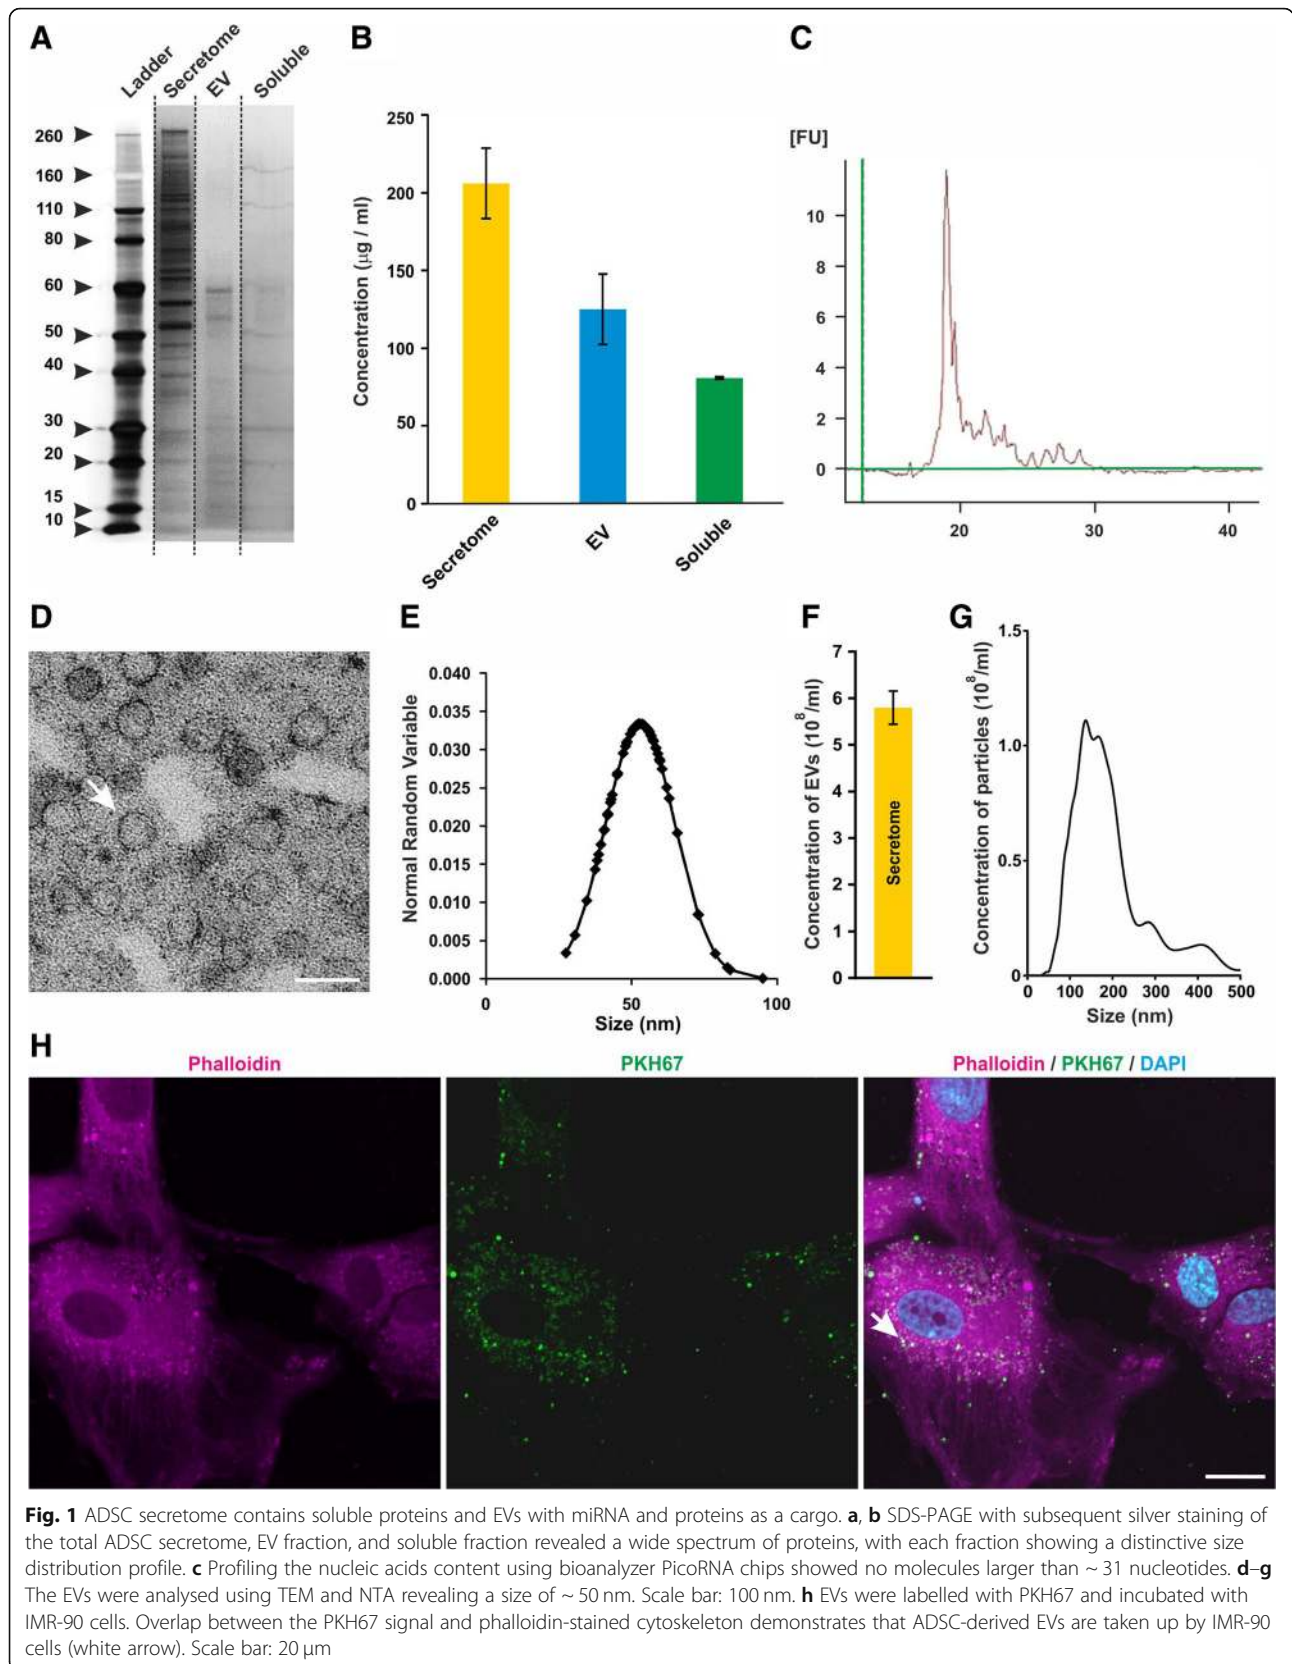 A
Ladder
Secretome
EV
Soluble
260
160
110
80
60
50
40
30
20
15
10
B
Concentration (µg / ml)
250
200
150
100
50
0
Secretome
EV
Soluble
C
[FU]
10
8
6
4
2
0
20 30 40
D
E
Normal Random Variable
0.040
0.035
0.030
0.025
0.020
0.015
0.010
0.005
0.000
0 50 100
Size (nm)
F
Concentration of EVs (10^8/ml)
7
6
5
4
3
2
1
0
Secretome
G
Concentration of particles (10^8/ml)
1.5
1.0
0.5
0
0 100 200 300 400 500
Size (nm)
H
Phalloidin
PKH67
Phalloidin / PKH67 / DAPI
Fig. 1 ADSC secretome contains soluble proteins and EVs with miRNA and proteins as a cargo. a, b SDS-PAGE with subsequent silver staining of
the total ADSC secretome, EV fraction, and soluble fraction revealed a wide spectrum of proteins, with each fraction showing a distinctive size
distribution profile. c Profiling the nucleic acids content using bioanalyzer PicoRNA chips showed no molecules larger than ~ 31 nucleotides. d–g
The EVs were analysed using TEM and NTA revealing a size of ~ 50 nm. Scale bar: 100 nm. h EVs were labelled with PKH67 and incubated with
IMR-90 cells. Overlap between the PKH67 signal and phalloidin-stained cytoskeleton demonstrates that ADSC-derived EVs are taken up by IMR-90
cells (white arrow). Scale bar: 20 µm